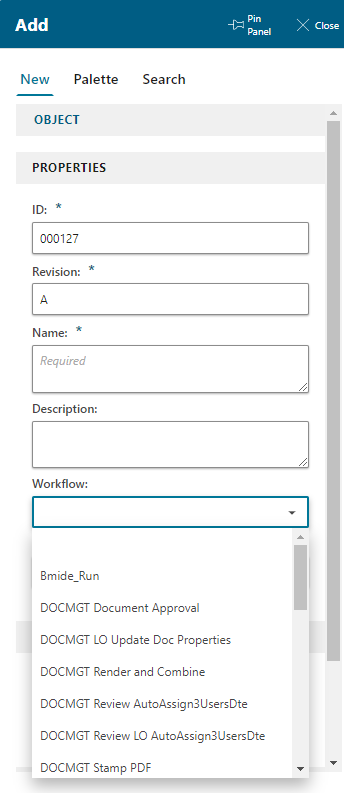 Add
Pin
Panel
Close
New Palette Search
OBJECT
PROPERTIES
ID: *
000127
Revision: *
A
Name: *
Required
Description:
Workflow:
Bmide_Run
DOCMGT Document Approval
DOCMGT LO Update Doc Properties
DOCMGT Render and Combine
DOCMGT Review AutoAssign3UsersDte
DOCMGT Review LO AutoAssign3UsersDte
DOCMGT Stamp PDF